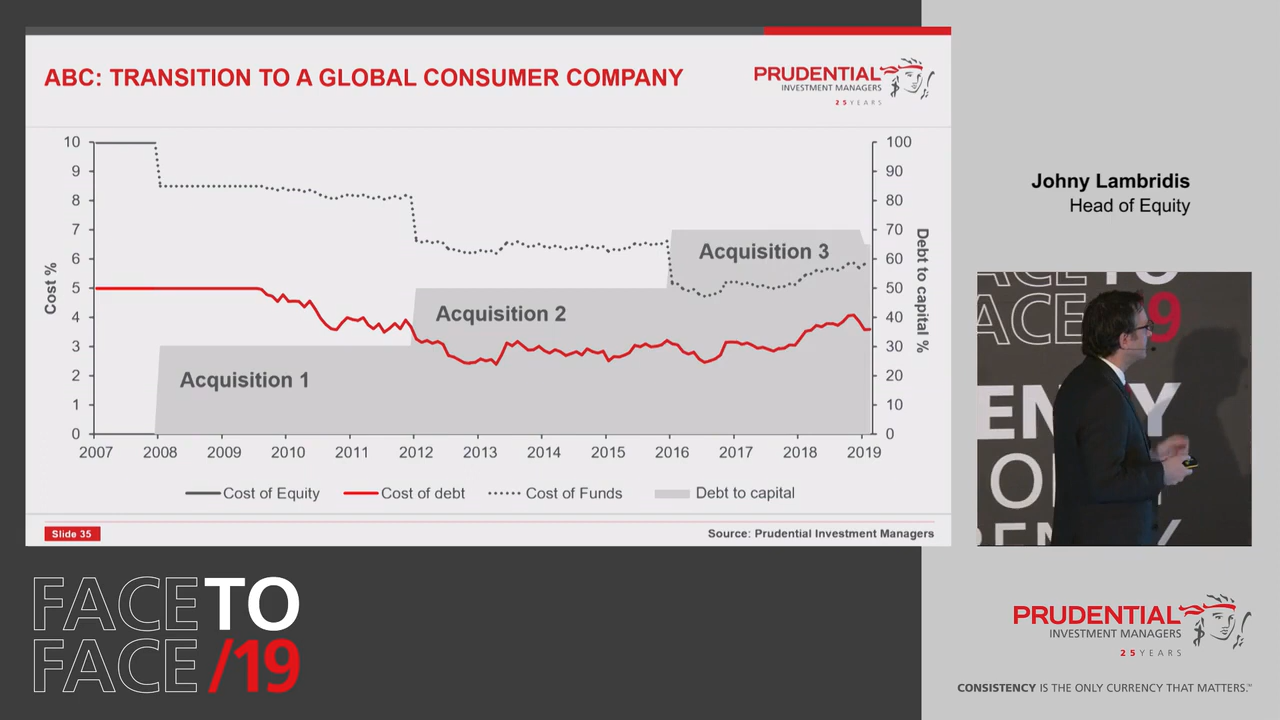 ABC: TRANSITION TO A GLOBAL CONSUMER COMPANY
PRUDENTIAL
INVESTMENT MANAGERS
25 YEARS
10
9
8
7
6
5
4
3
2
1
0
Cost %
100
90
80
70
60
50
40
30
20
10
0
Debt to capital %
Acquisition 1
Acquisition 2
Acquisition 3
2007 2008 2009 2010 2011 2012 2013 2014 2015 2016 2017 2018 2019
Cost of Equity Cost of debt Cost of Funds Debt to capital
Slide 35
Source: Prudential Investment Managers
Johny Lambridis
Head of Equity
FACE TO
FACE /19
FACE TO
FACE /19
PRUDENTIAL
INVESTMENT MANAGERS
25 YEARS
CONSISTENCY IS THE ONLY CURRENCY THAT MATTERS.™